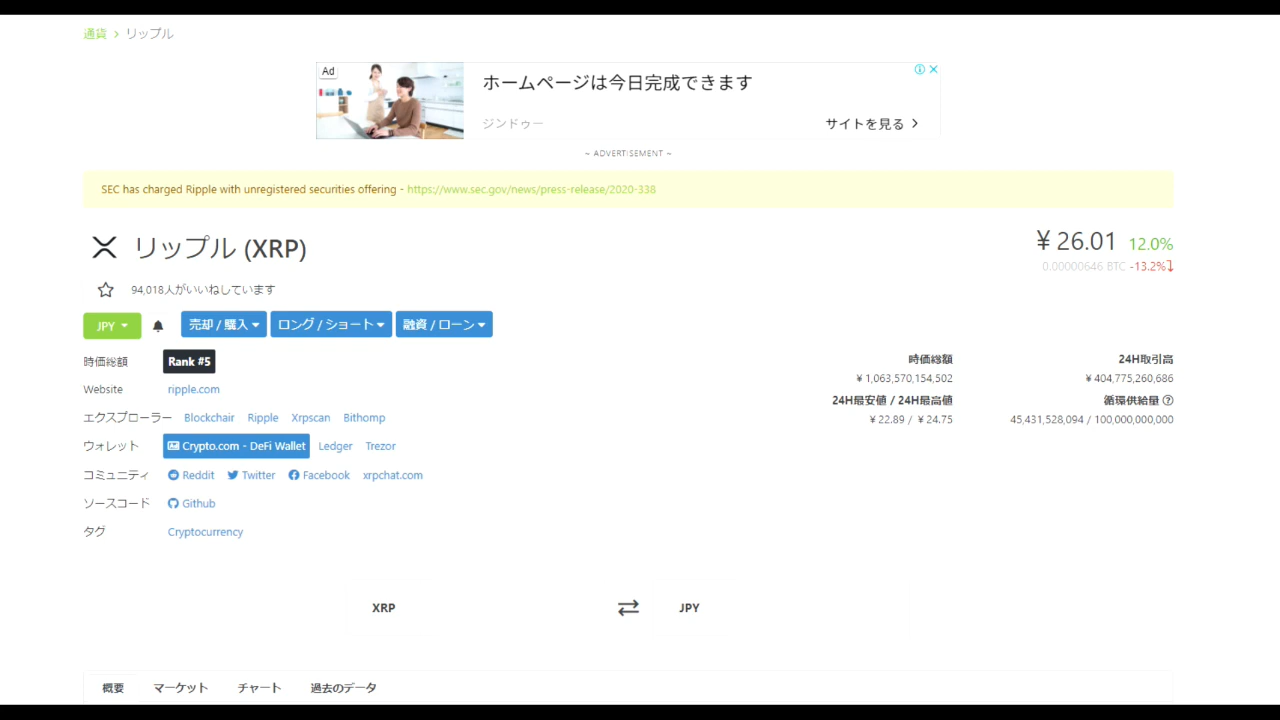 通貨 > リップル
Ad
ホームページは今日完成できます
ジンドゥー
サイトを見る
~ ADVERTISEMENT ~
SEC has charged Ripple with unregistered securities offering - https://www.sec.gov/news/press-release/2020-338
リップル (XRP)
¥ 26.01 12.0%
0.00000646 BTC -13.2%
94,018人がいいねしています
JPY 売却 / 購入 ロング / ショート 融資 / ローン
時価総額 Rank #5
Website ripple.com
エクスプローラー Blockchair Ripple Xrpscan Bithomp
ウォレット Crypto.com - DeFi Wallet Ledger Trezor
コミュニティ Reddit Twitter Facebook xrpchat.com
ソースコード Github
タグ Cryptocurrency
時価総額 24H取引高
¥ 1,063,570,154,502 ¥ 404,775,260,686
24H最安値 / 24H最高値 循環供給量
¥ 22.89 / ¥ 24.75 45,431,528,094 / 100,000,000,000
XRP JPY
概要 マーケット チャート 過去のデータ